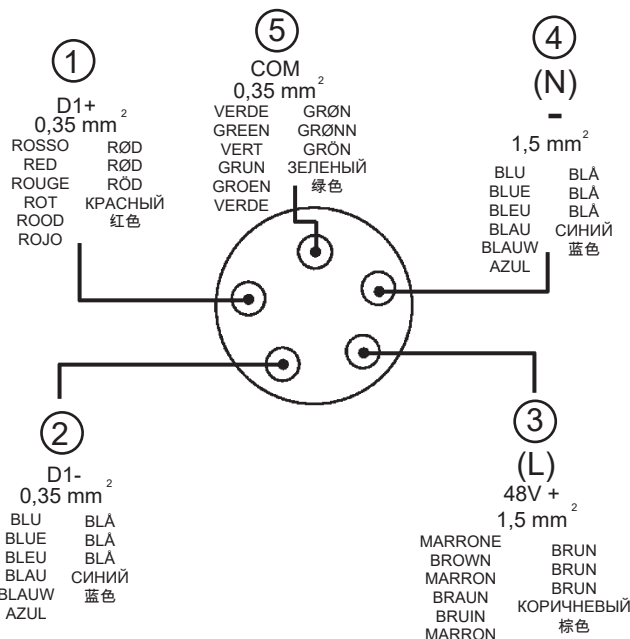 1
D1+
0,35 mm²
ROSSO
RED
ROUGE
ROT
ROOD
ROJO
RØD
RØD
RÖD
КРАСНЫЙ
红色
5
COM
0,35 mm²
VERDE
GREEN
VERT
GRUN
GROEN
VERDE
GRØN
GRØNN
GRÖN
ЗЕЛЕНЫЙ
绿色
4
(N)
-
1,5 mm²
BLU
BLUE
BLEU
BLAU
BLAUW
AZUL
BLÅ
BLÅ
BLÅ
СИНИЙ
蓝色
2
D1-
0,35 mm²
BLU
BLUE
BLEU
BLAU
BLAUW
AZUL
BLÅ
BLÅ
BLÅ
СИНИЙ
蓝色
3
(L)
48V +
1,5 mm²
MARRONE
BROWN
MARRON
BRAUN
BRUIN
MARRON
BRUN
BRUN
BRUN
КОРИЧНЕВЫЙ
棕色